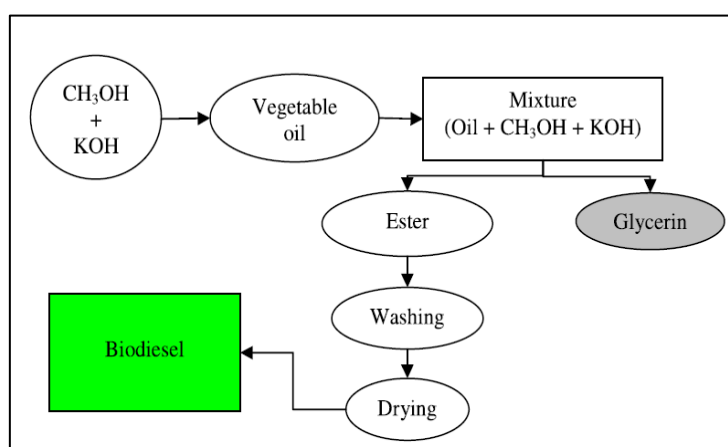 CH₃OH
+
KOH
Vegetable
oil
Mixture
(Oil + CH₃OH + KOH)
Ester
Glycerin
Washing
Biodiesel
Drying